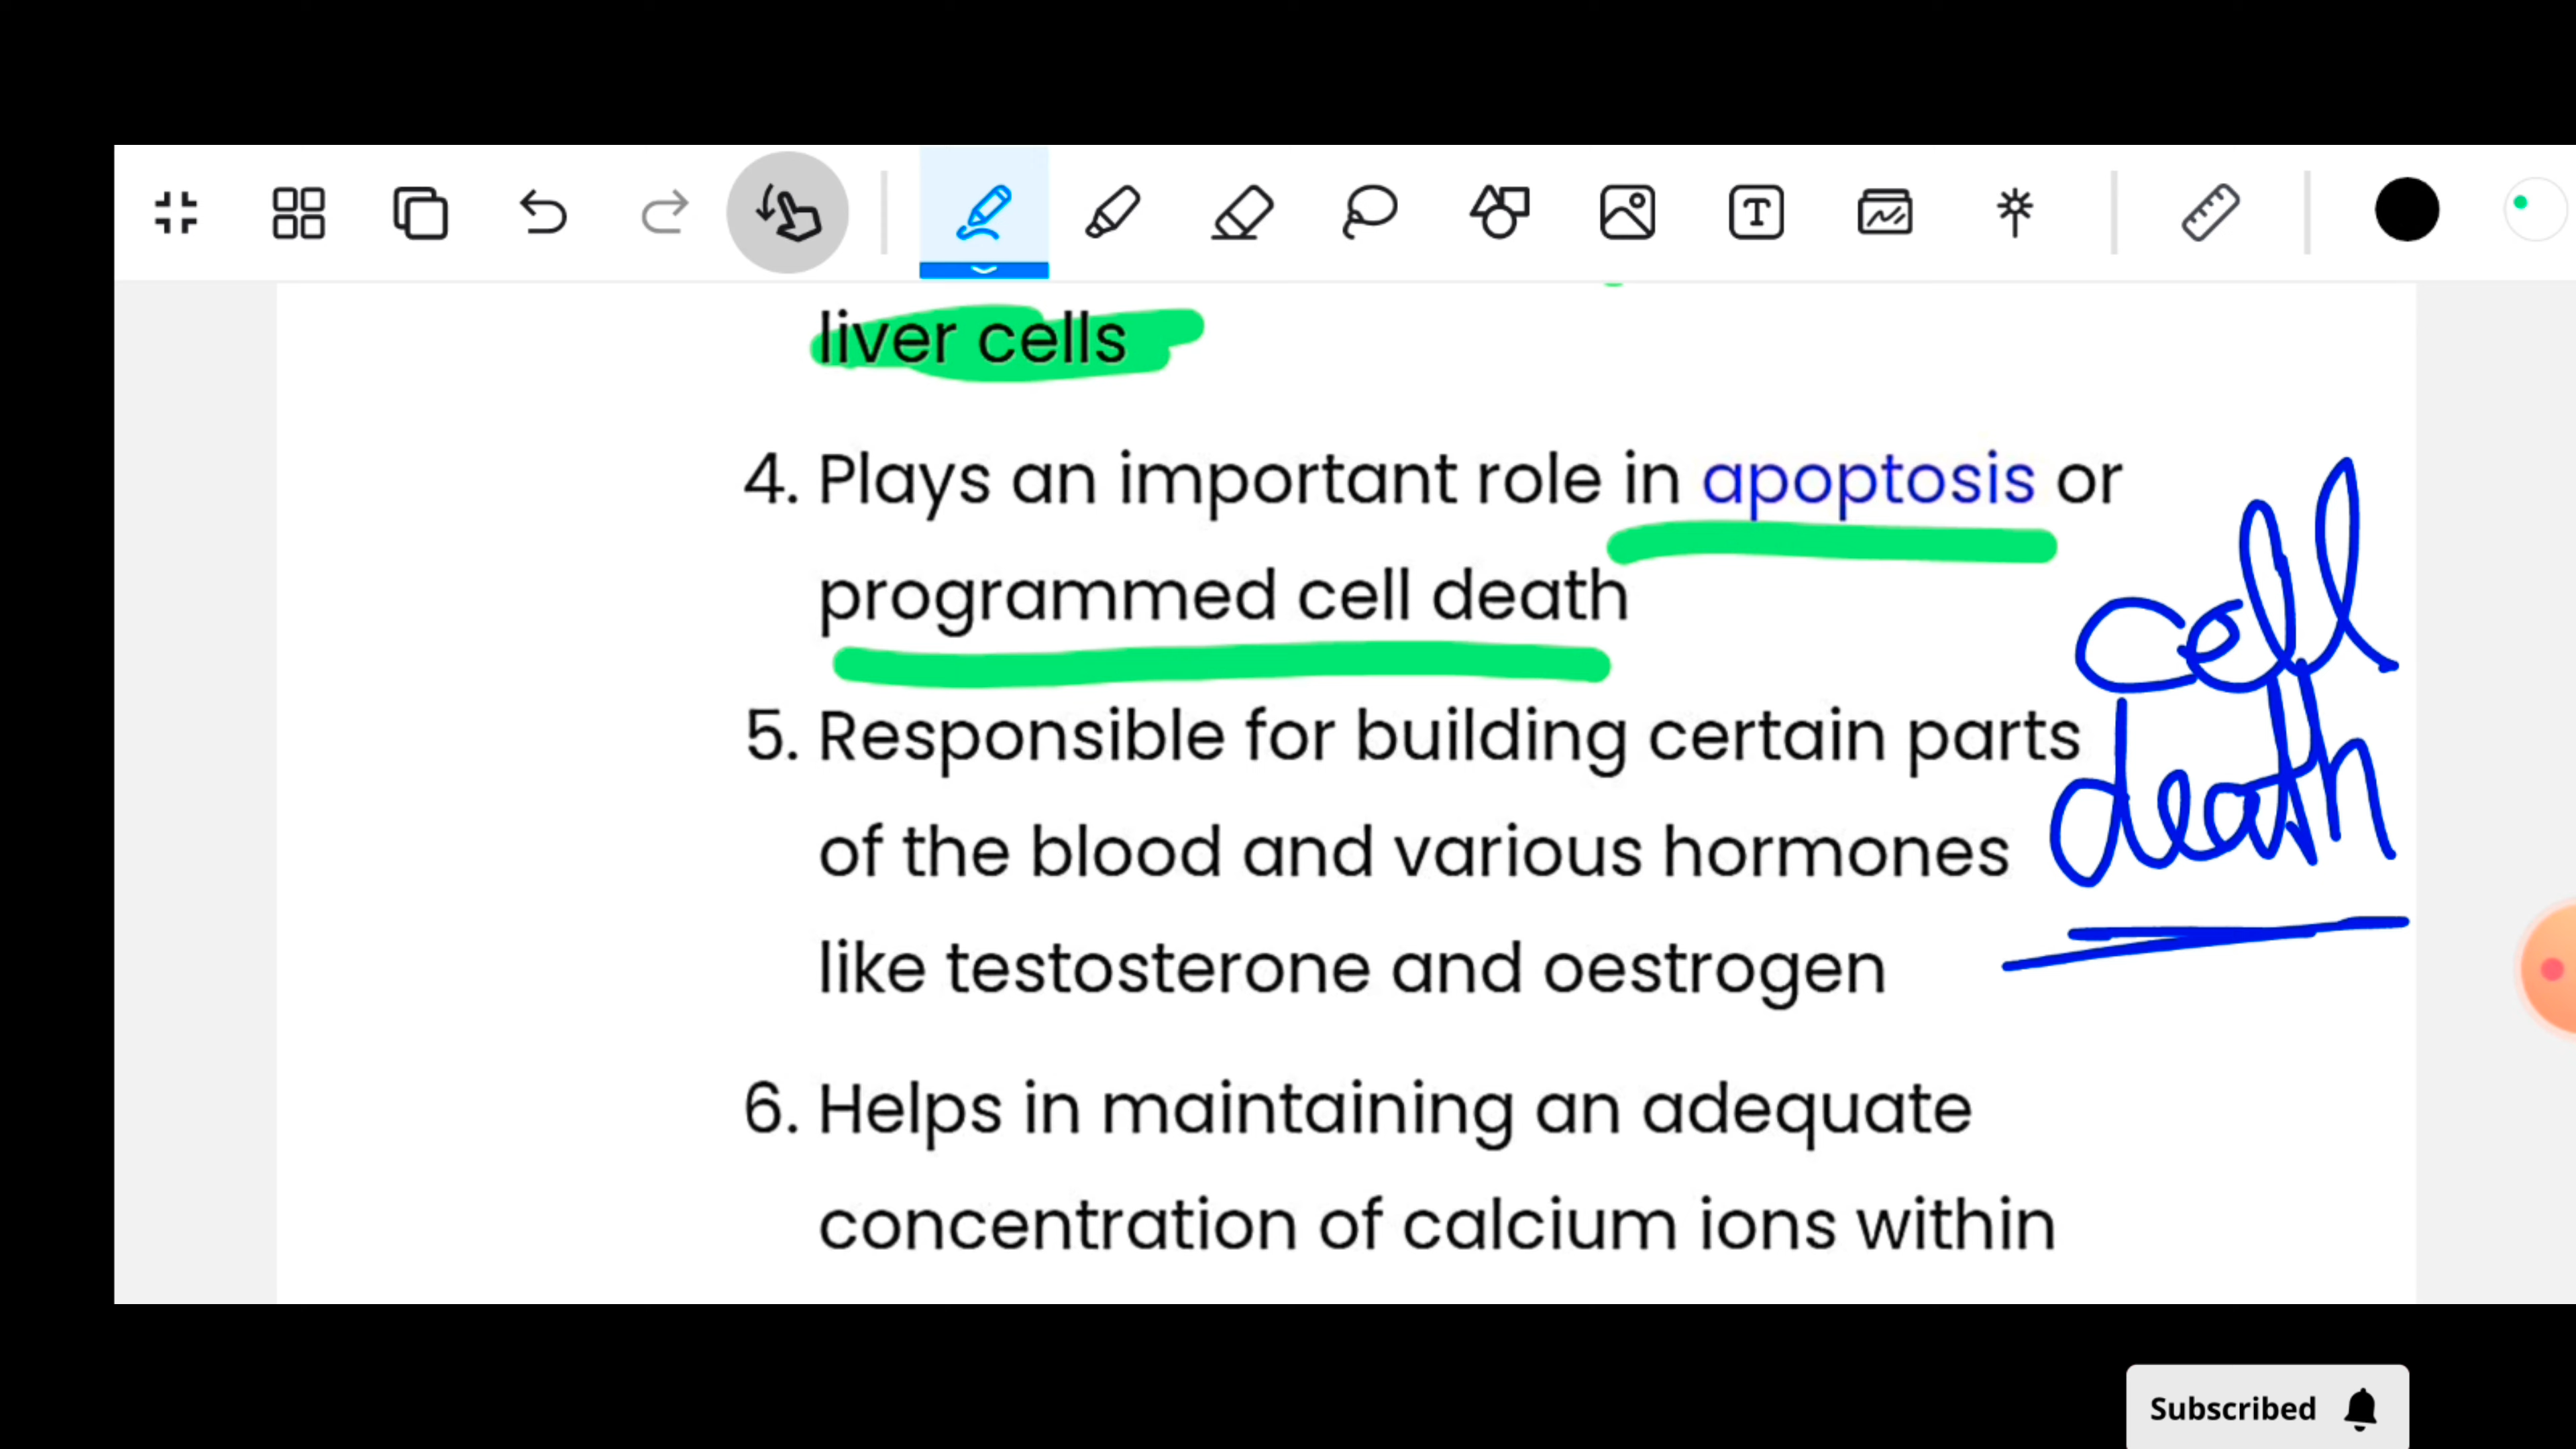 liver cells
4. Plays an important role in apoptosis or
programmed cell death
cell
death
5. Responsible for building certain parts
of the blood and various hormones
like testosterone and oestrogen
6. Helps in maintaining an adequate
concentration of calcium ions within
Subscribed